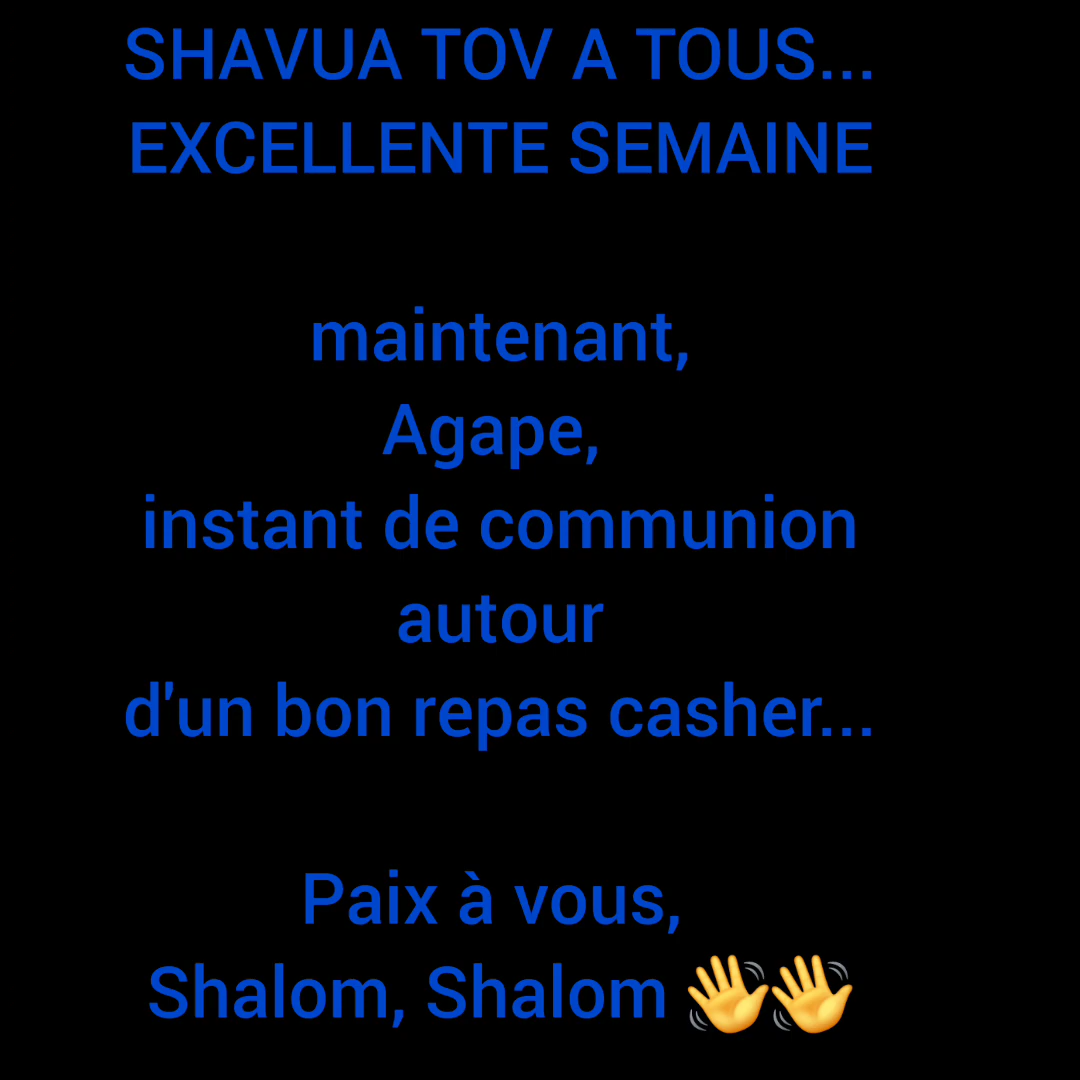 SHAVUA TOV A TOUS...
EXCELLENTE SEMAINE
maintenant,
Agape,
instant de communion
autour
d'un bon repas casher...
Paix à vous,
Shalom, Shalom 👋👋